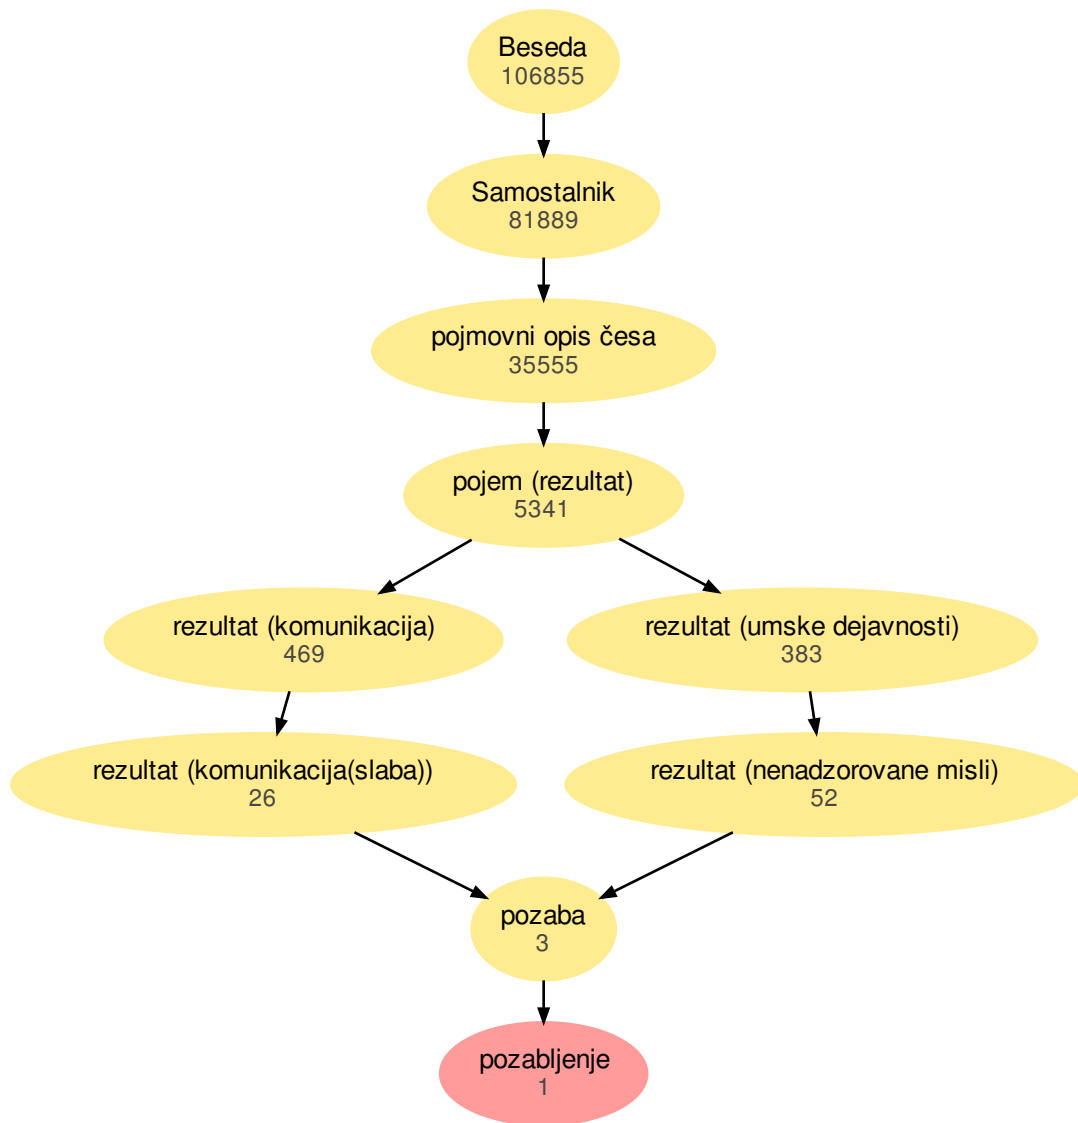 Beseda
106855
Samostalnik
81889
pojmovni opis česa
35555
pojem (rezultat)
5341
rezultat (komunikacija)
469
rezultat (umske dejavnosti)
383
rezultat (komunikacija(slaba))
26
rezultat (nenadzorovane misli)
52
pozaba
3
pozabljenje
1